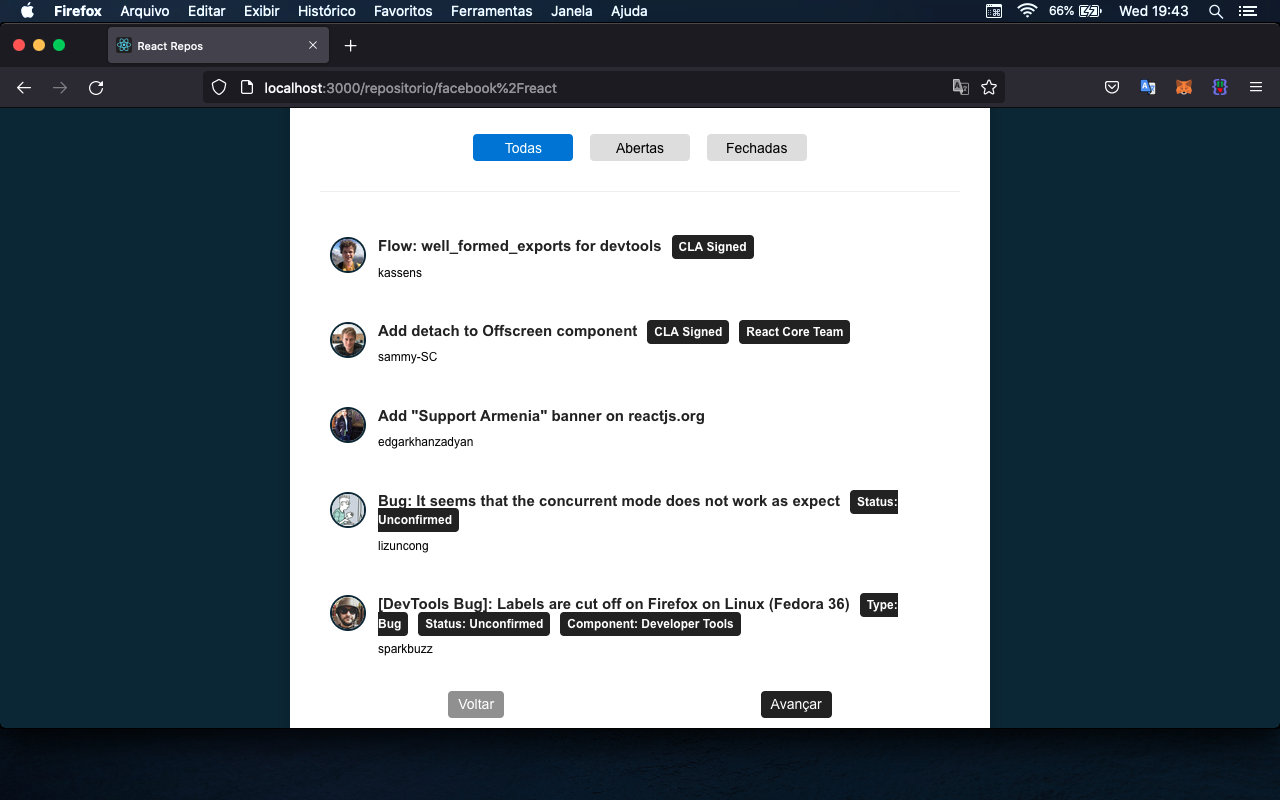 Firefox Arquivo Editar Exibir Histórico Favoritos Ferramentas Janela Ajuda 66% Wed 19:43
React Repos
localhost:3000/repositorio/facebook%2Freact
Todas Abertas Fechadas
Flow: well_formed_exports for devtools CLA Signed
kassens
Add detach to Offscreen component CLA Signed React Core Team
sammy-SC
Add "Support Armenia" banner on reactjs.org
edgarkhanzadyan
Bug: It seems that the concurrent mode does not work as expect Status:
Unconfirmed
lizuncong
[DevTools Bug]: Labels are cut off on Firefox on Linux (Fedora 36) Type:
Bug Status: Unconfirmed Component: Developer Tools
sparkbuzz
Voltar Avançar